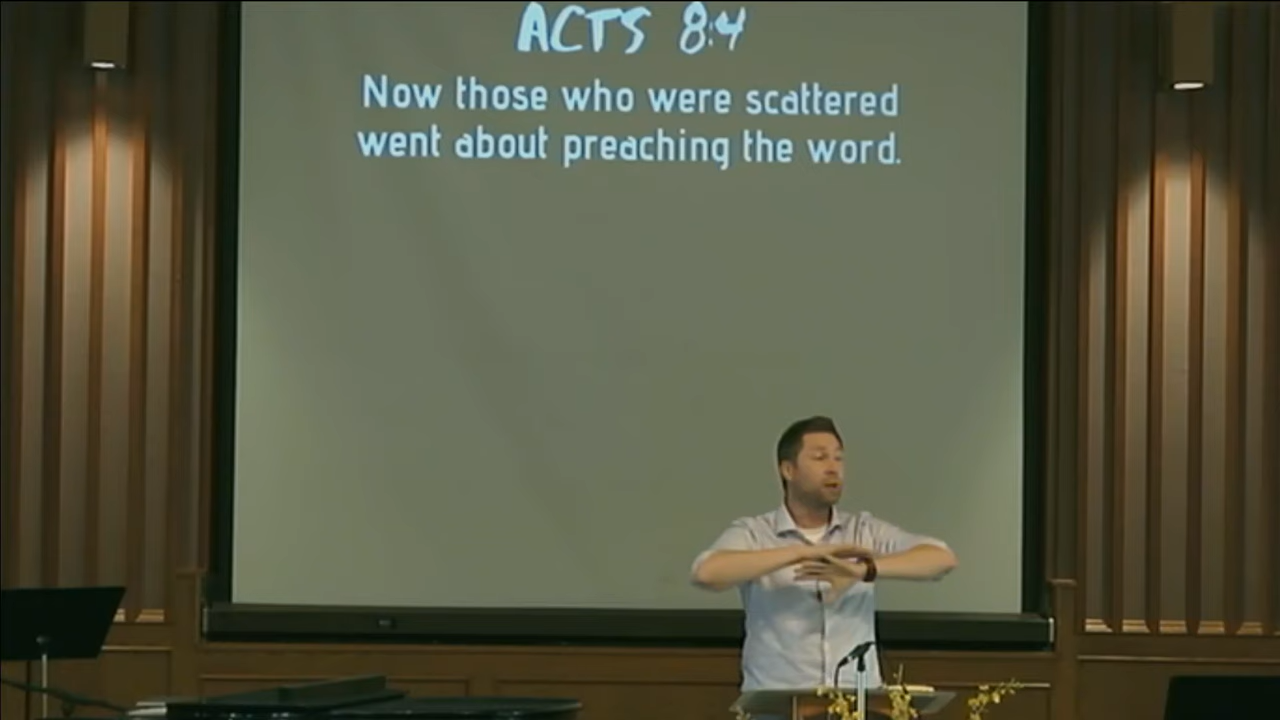 ACTS 8:4
Now those who were scattered
went about preaching the word.